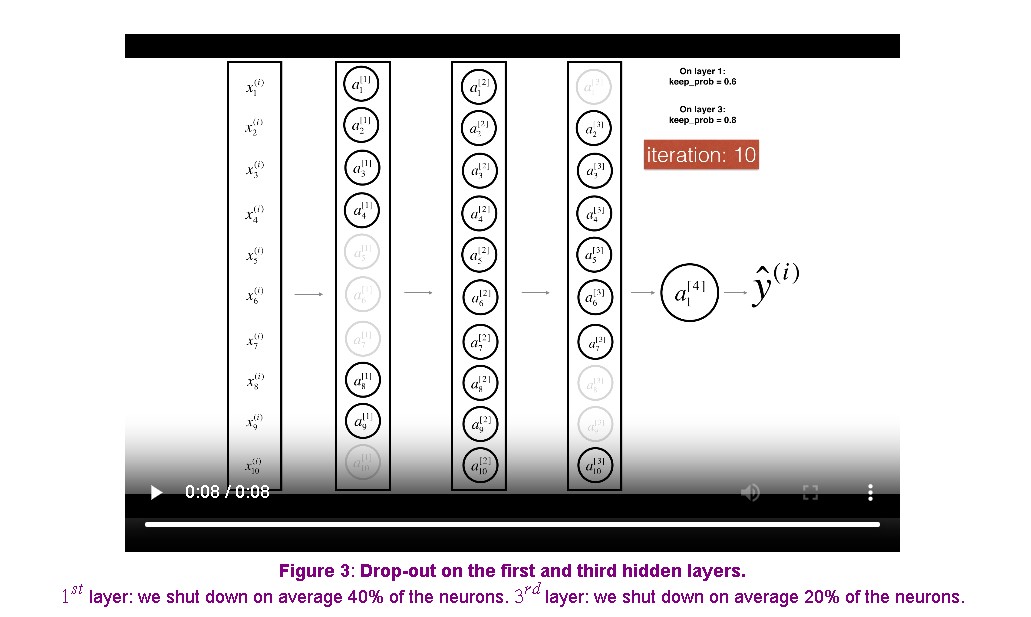 x_1^{(i)} a_1^{[1]} a_1^{[2]}
x_2^{(i)} a_2^{[1]} a_2^{[2]} a_2^{[3]}
x_3^{(i)} a_3^{[1]} a_3^{[2]} a_3^{[3]}
x_4^{(i)} a_4^{[1]} a_4^{[2]} a_4^{[3]}
x_5^{(i)} a_5^{[1]} a_5^{[2]} a_5^{[3]}
x_6^{(i)} a_6^{[1]} a_6^{[2]} a_6^{[3]}
x_7^{(i)} a_7^{[1]} a_7^{[2]} a_7^{[3]}
x_8^{(i)} a_8^{[1]} a_8^{[2]} a_8^{[3]}
x_9^{(i)} a_9^{[1]} a_9^{[2]}
x_{10}^{(i)} a_{10}^{[1]} a_{10}^{[2]} a_{10}^{[3]}
On layer 1:
keep_prob = 0.6
On layer 3:
keep_prob = 0.8
iteration: 10
a_1^{[4]} ŷ^{(i)}
0:08 / 0:08
Figure 3: Drop-out on the first and third hidden layers.
1^{st} layer: we shut down on average 40% of the neurons. 3^{rd} layer: we shut down on average 20% of the neurons.